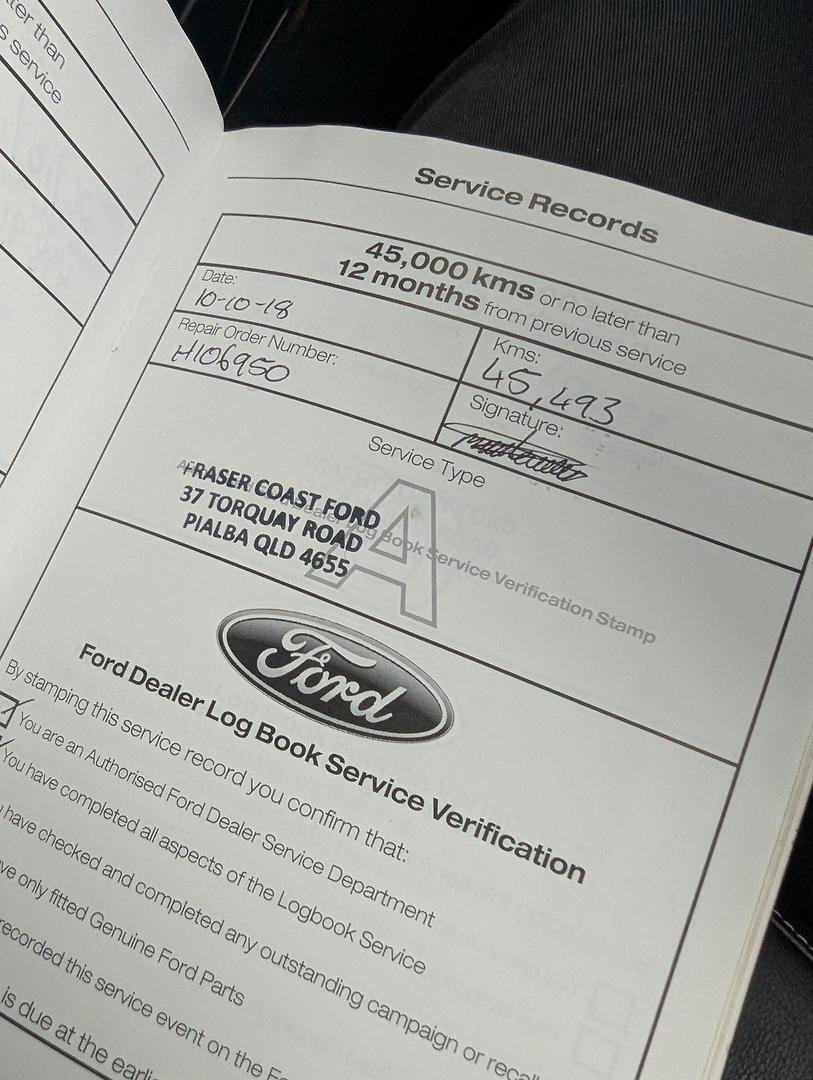 ter than
s service
Service Records
45,000 kms or no later than
12 months from previous service
Date:
10-10-18
Kms:
45,493
Repair Order Number:
H106950
Signature:
Service Type
A
FRASER COAST FORD
37 TORQUAY ROAD
PIALBA QLD 4655
Dealer Log Book Service Verification Stamp
Ford
Ford Dealer Log Book Service Verification
By stamping this service record you confirm that:
You are an Authorised Ford Dealer Service Department
You have completed all aspects of the Logbook Service
have checked and completed any outstanding campaign or recall
ve only fitted Genuine Ford Parts
recorded this service event on the F
is due at the earli